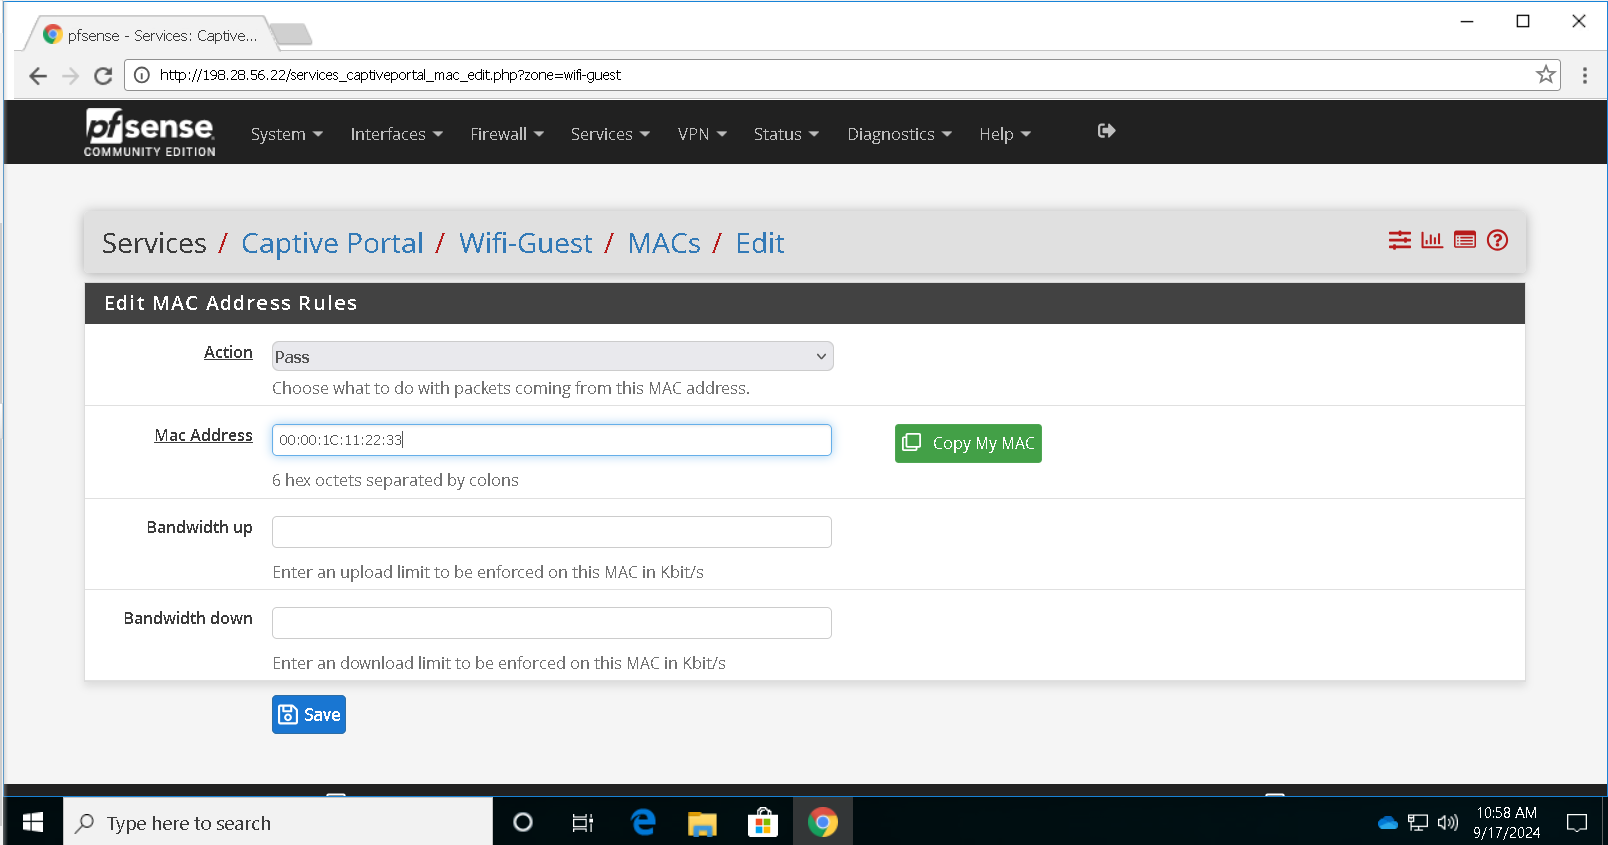 pfsense - Services: Captive...
http://198.28.56.22/services_captiveportal_mac_edit.php?zone=wifi-guest
pfsense
COMMUNITY EDITION
System
Interfaces
Firewall
Services
VPN
Status
Diagnostics
Help
Services / Captive Portal / Wifi-Guest / MACs / Edit
Edit MAC Address Rules
Action
Pass
Choose what to do with packets coming from this MAC address.
Mac Address
00:00:1C:11:22:33
Copy My MAC
6 hex octets separated by colons
Bandwidth up
Enter an upload limit to be enforced on this MAC in Kbit/s
Bandwidth down
Enter an download limit to be enforced on this MAC in Kbit/s
Save
Type here to search
10:58 AM
9/17/2024